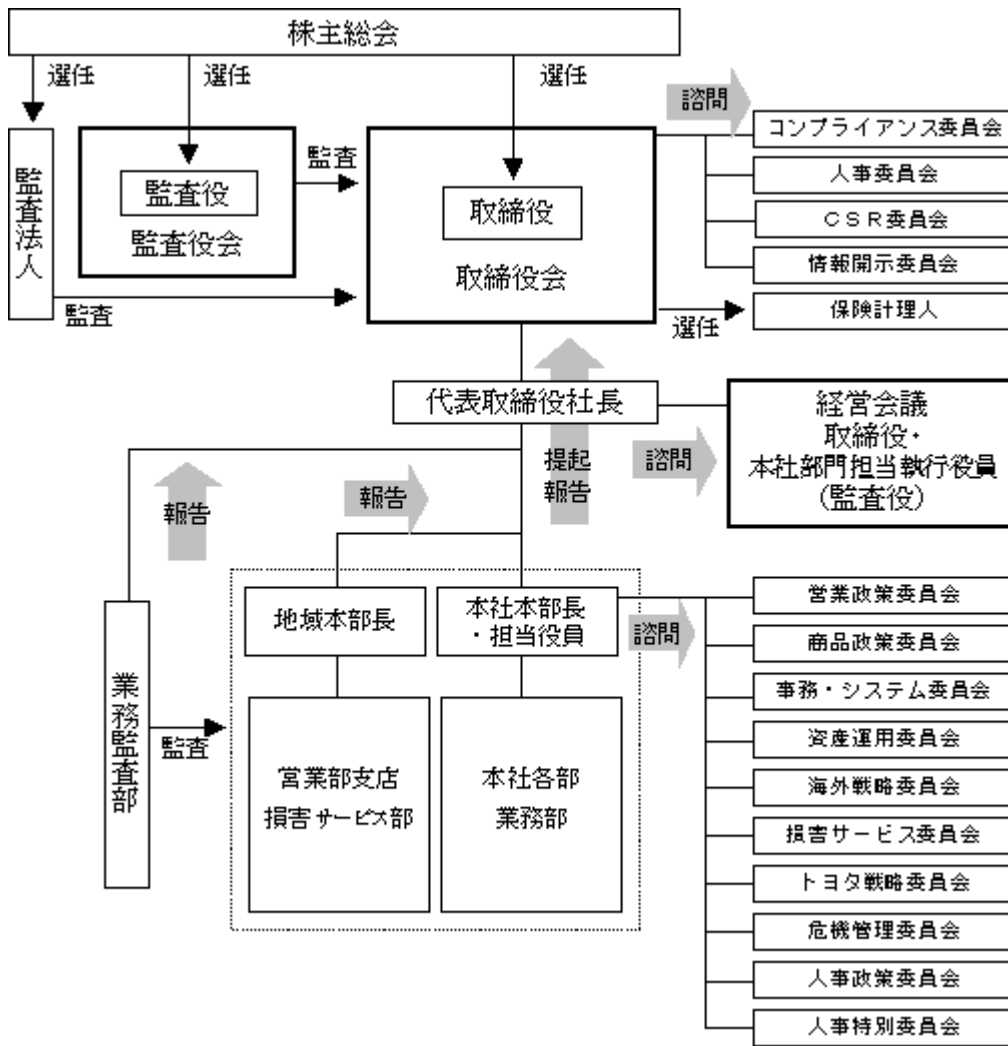 株主総会
選任
選任
選任
諮問
監査法人
監査役
監査役会
監査
取締役
取締役会
監査
コンプライアンス委員会
人事委員会
ＣＳＲ委員会
情報開示委員会
選任
保険計理人
代表取締役社長
提起
報告
諮問
経営会議
取締役・
本社部門担当執行役員
(監査役)
報告
報告
業務監査部
監査
地域本部長
本社本部長
・担当役員
諮問
営業部支店
損害サービス部
本社各部
業務部
営業政策委員会
商品政策委員会
事務・システム委員会
資産運用委員会
海外戦略委員会
損害サービス委員会
トヨタ戦略委員会
危機管理委員会
人事政策委員会
人事特別委員会